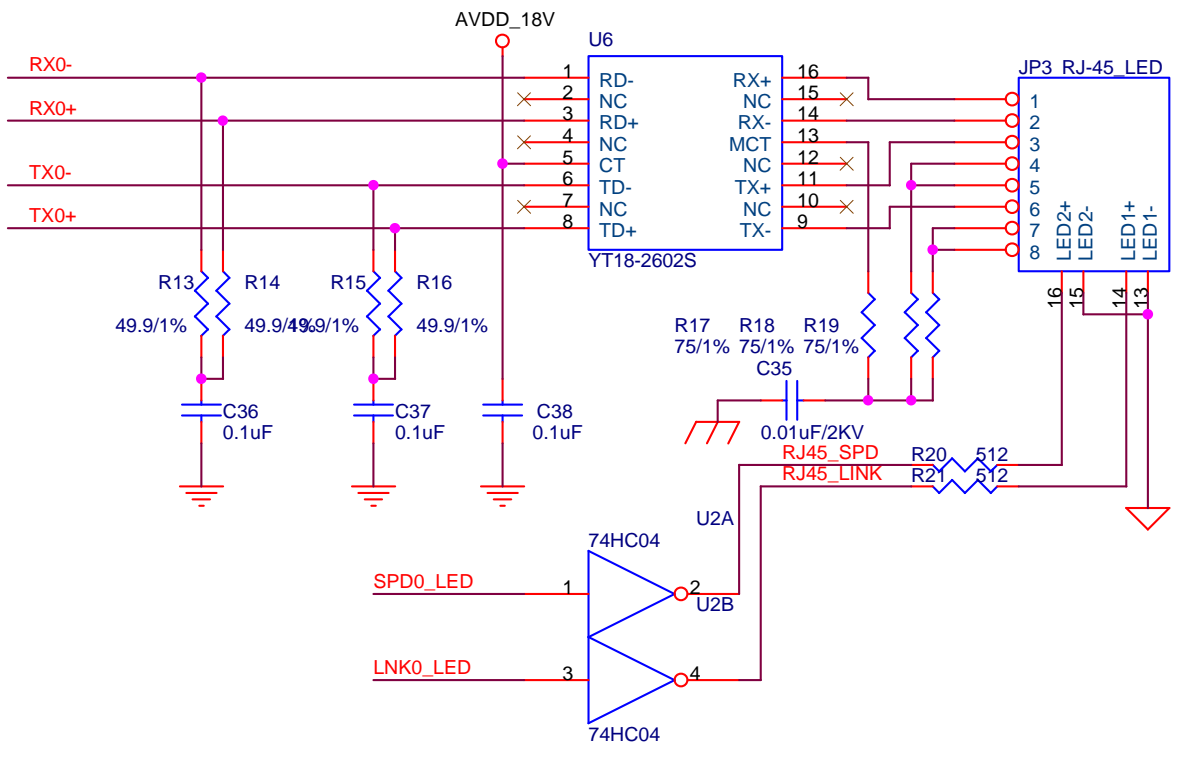 AVDD_18V
U6
RX0-
RX0+
TX0-
TX0+
1 RD- RX+ 16
2 NC NC 15
3 RD+ RX- 14
4 NC MCT 13
5 CT NC 12
6 TD- TX+ 11
7 NC NC 10
8 TD+ TX- 9
YT18-2602S
JP3 RJ-45_LED
1
2
3
4
5
6
7
8
LED2+
LED2-
LED1+
LED1-
16
15
14
13
R13 R14 R15 R16
49.9/1% 49.9/1% 49.9/1% 49.9/1%
R17 R18 R19
75/1% 75/1% 75/1%
C35
0.01uF/2KV
C36 C37 C38
0.1uF 0.1uF 0.1uF
RJ45_SPD R20 512
RJ45_LINK R21 512
U2A
74HC04
SPD0_LED 1 2
U2B
LNK0_LED 3 4
74HC04